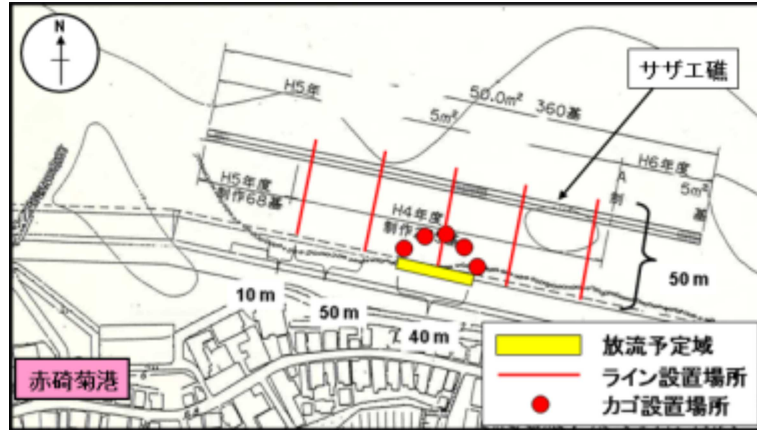 N
サザエ礁
H5年
50.0m² 360基
5m²
H6年度
5m²
基
A
制
H5年度
制作68基
H4年度
制作
50 m
10 m
50 m
40 m
赤碕菊港
放流予定域
ライン設置場所
カゴ設置場所